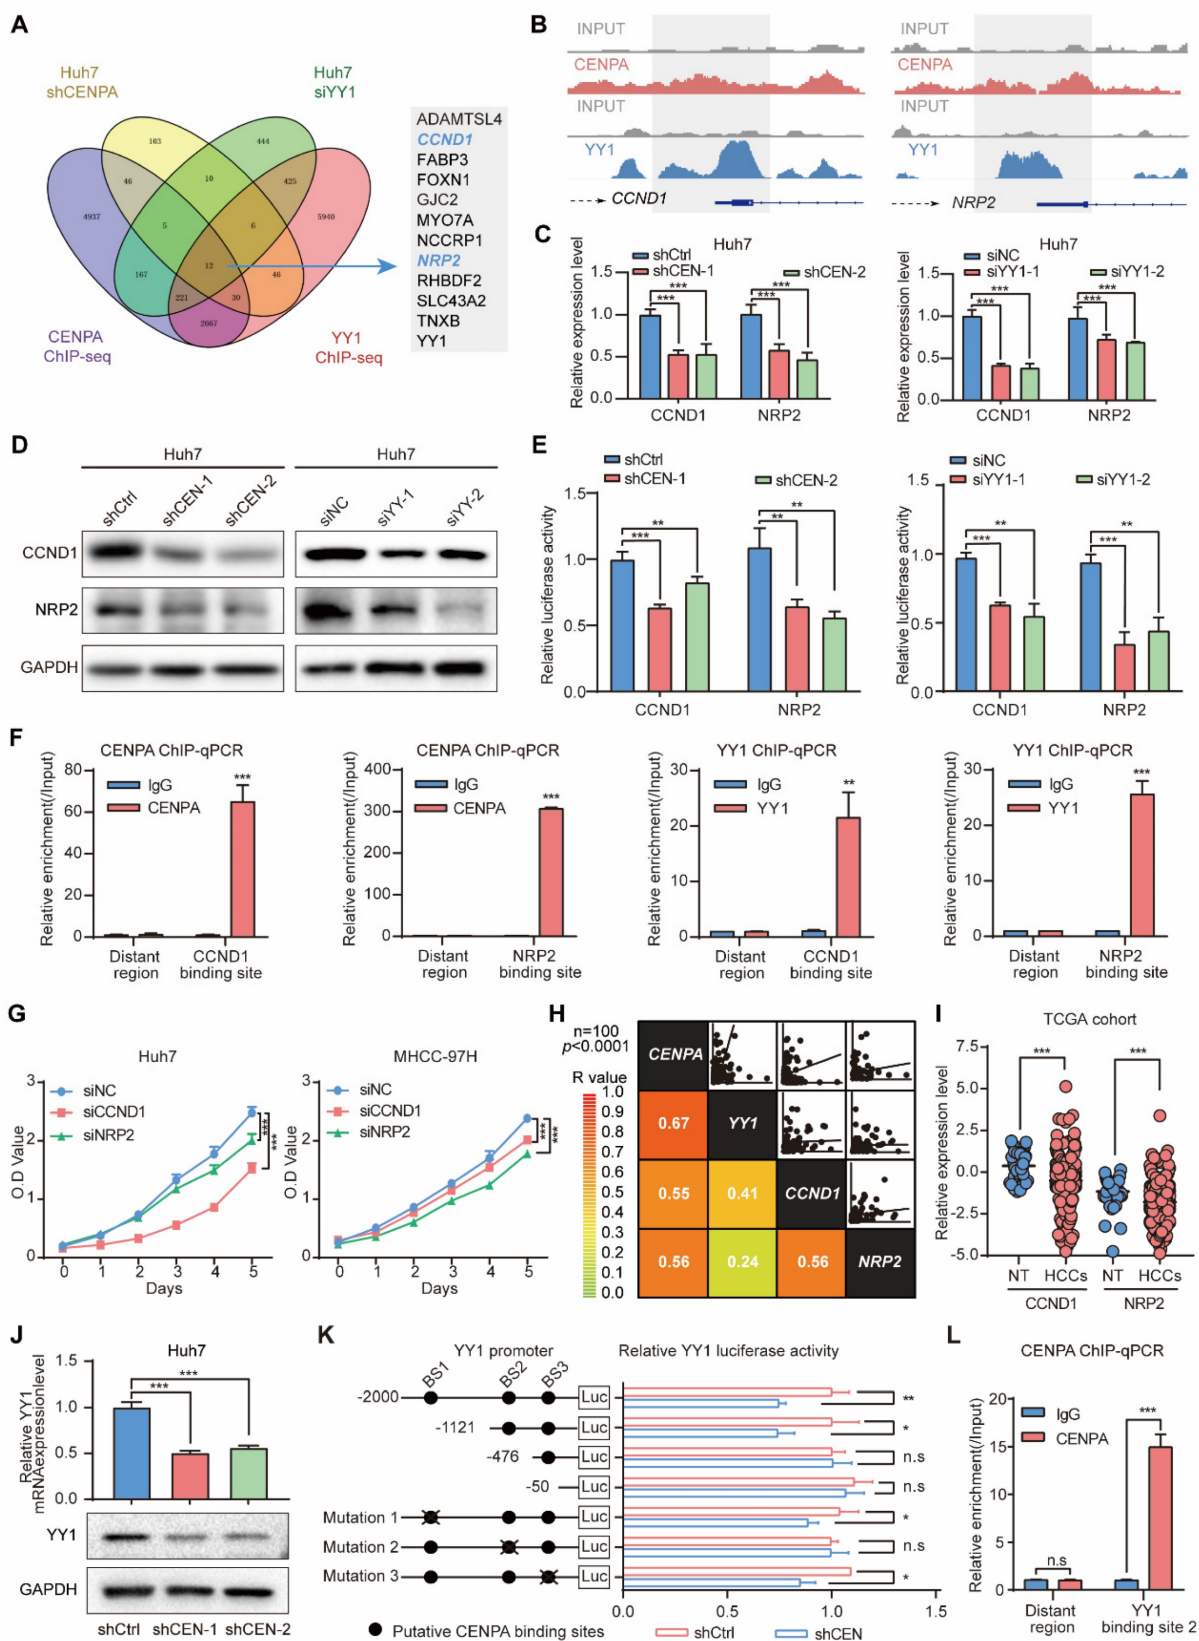 A
Huh7
shCENPA
Huh7
siYY1
103
444
46
10
425
4937
5
6
5940
12
167
46
221
30
2667
CENPA
ChIP-seq
YY1
ChIP-seq
ADAMTSL4
CCND1
FABP3
FOXN1
GJC2
MYO7A
NCCRP1
NRP2
RHBDF2
SLC43A2
TNXB
YY1
B
INPUT
CENPA
INPUT
YY1
CCND1
INPUT
CENPA
INPUT
YY1
NRP2
C
Huh7
shCtrl
shCEN-1
shCEN-2
Relative expression level
1.5
1.0
0.5
0.0
***
***
***
***
CCND1
NRP2
Huh7
siNC
siYY1-1
siYY1-2
Relative expression level
1.5
1.0
0.5
0.0
***
***
***
***
CCND1
NRP2
D
Huh7
Huh7
shCtrl
shCEN-1
shCEN-2
siNC
siYY-1
siYY-2
CCND1
NRP2
GAPDH
E
shCtrl
shCEN-1
shCEN-2
Relative luciferase activity
1.5
1.0
0.5
0.0
**
***
**
**
CCND1
NRP2
siNC
siYY1-1
siYY1-2
Relative luciferase activity
1.5
1.0
0.5
0.0
**
***
**
***
CCND1
NRP2
F
CENPA ChIP-qPCR
Relative enrichment(/Input)
80
60
40
20
0
IgG
CENPA
***
Distant
region
CCND1
binding site
CENPA ChIP-qPCR
Relative enrichment(/Input)
400
300
200
100
0
IgG
CENPA
***
Distant
region
NRP2
binding site
YY1 ChIP-qPCR
Relative enrichment(/Input)
30
20
10
0
IgG
YY1
**
Distant
region
CCND1
binding site
YY1 ChIP-qPCR
Relative enrichment(/Input)
30
20
10
0
IgG
YY1
***
Distant
region
NRP2
binding site
G
Huh7
siNC
siCCND1
siNRP2
O.D Value
3
2
1
0
0 1 2 3 4 5
Days
***
***
MHCC-97H
siNC
siCCND1
siNRP2
O.D Value
3
2
1
0
0 1 2 3 4 5
Days
***
***
H
n=100
p<0.0001
R value
1.0
0.9
0.8
0.7
0.6
0.5
0.4
0.3
0.2
0.1
0.0
CENPA
0.67
YY1
0.55
0.41
CCND1
0.56
0.24
0.56
NRP2
I
TCGA cohort
Relative expression level
7.5
5.0
2.5
0.0
-2.5
-5.0
***
***
NT HCCs NT HCCs
CCND1
NRP2
J
Huh7
Relative YY1
mRNAexpressionlevel
1.5
1.0
0.5
0.0
***
***
YY1
GAPDH
shCtrl shCEN-1 shCEN-2
K
YY1 promoter
Relative YY1 luciferase activity
BS1
BS2
BS3
-2000
Luc
**
-1121
Luc
*
-476
Luc
n.s
-50
Luc
n.s
Mutation 1
Luc
*
Mutation 2
Luc
n.s
Mutation 3
Luc
*
0.0 0.5 1.0 1.5
Putative CENPA binding sites
shCtrl
shCEN
L
CENPA ChIP-qPCR
Relative enrichment(/Input)
20
15
10
5
0
IgG
CENPA
***
n.s
Distant
region
YY1
binding site 2